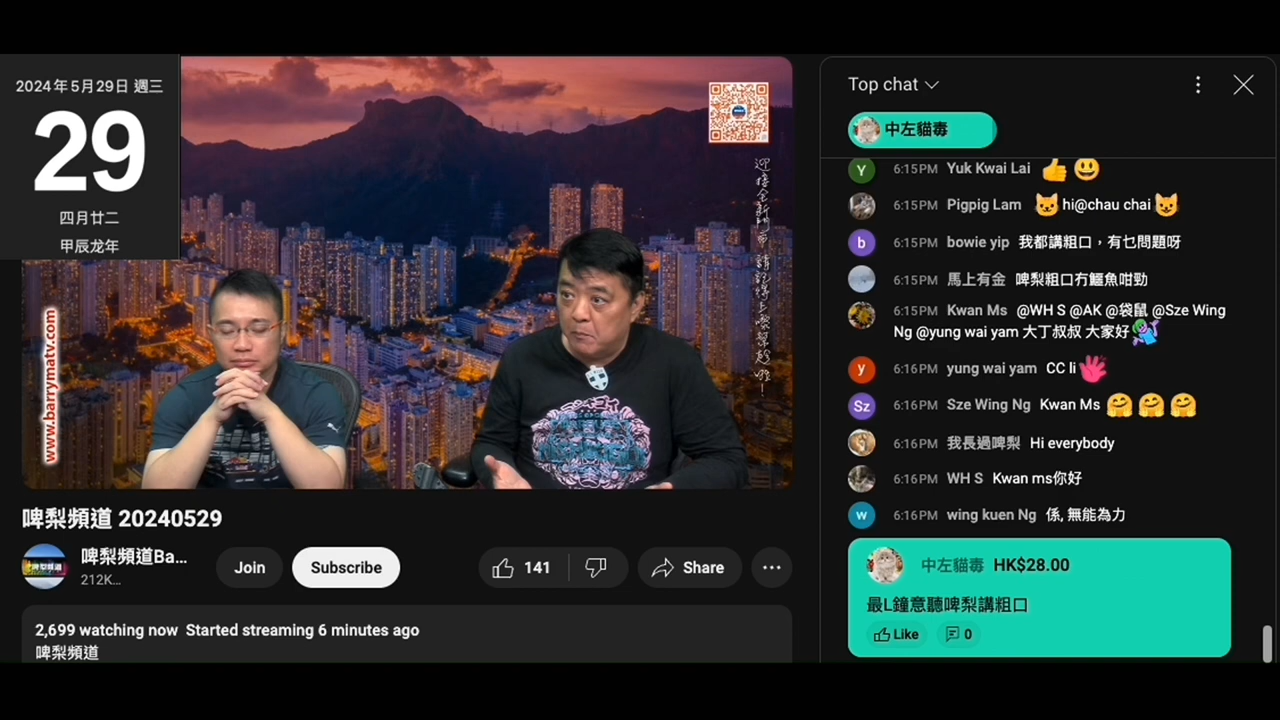 2024年5月29日 週三
29
四月廿二
甲辰龙年
www.barrymatv.com
啤梨頻道 20240529
啤梨頻道Ba...
212K...
Join
Subscribe
141
Share
2,699 watching now Started streaming 6 minutes ago
啤梨頻道
Top chat
中左貓毒
Y 6:15PM Yuk Kwai Lai 👍 😃
6:15PM Pigpig Lam 🐱 hi@chau chai 😺
b 6:15PM bowie yip 我都講粗口，有乜問題呀
6:15PM 馬上有金 啤梨粗口冇鱷魚咁勁
6:15PM Kwan Ms @WH S @AK @袋鼠 @Sze Wing
Ng @yung wai yam 大丁叔叔 大家好
y 6:16PM yung wai yam CC li
Sz 6:16PM Sze Wing Ng Kwan Ms 🤗 🤗 🤗
6:16PM 我長過啤梨 Hi everybody
6:16PM WH S Kwan ms你好
w 6:16PM wing kuen Ng 係, 無能為力
中左貓毒 HK$28.00
最L鐘意聽啤梨講粗口
Like 0